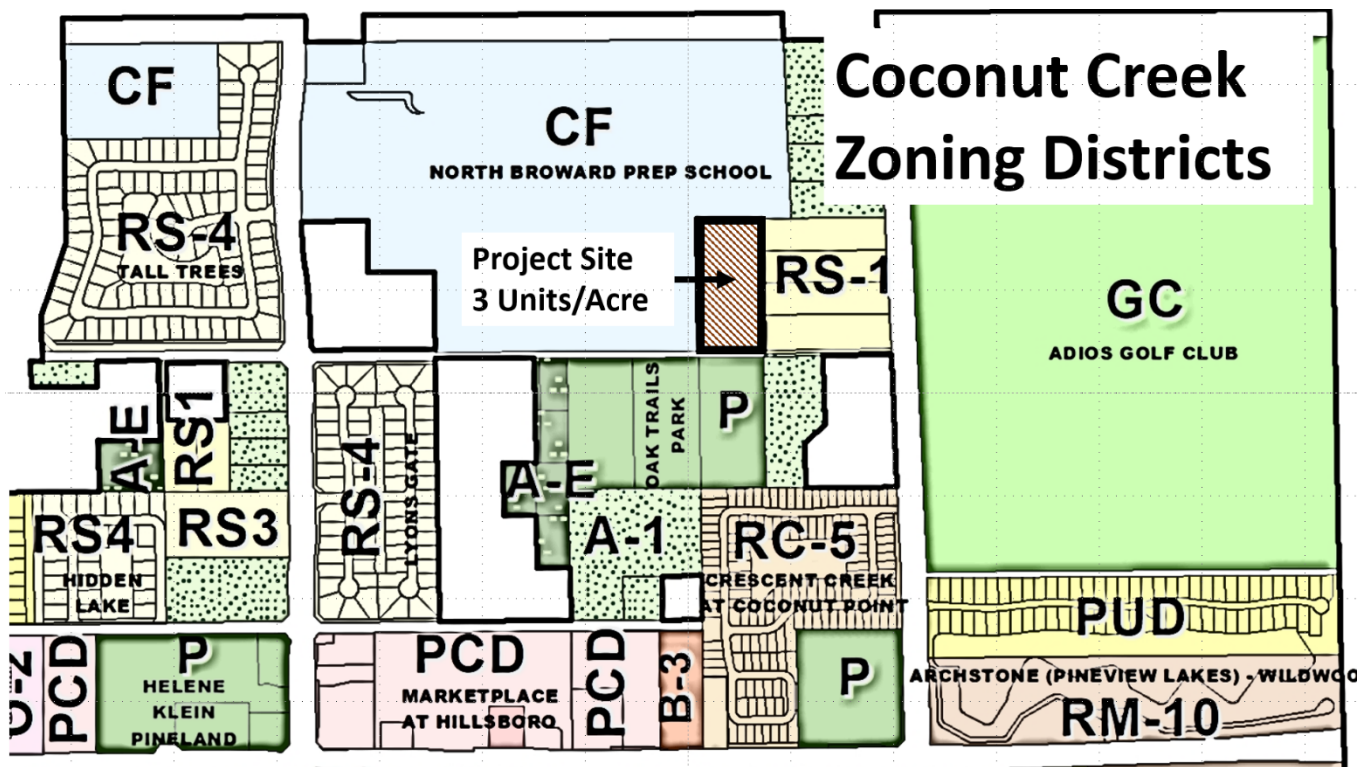 Coconut Creek
Zoning Districts
CF
CF
NORTH BROWARD PREP SCHOOL
RS-4
TALL TREES
Project Site
3 Units/Acre
RS-1
GC
ADIOS GOLF CLUB
A-E
RS1
RS-4
LYONS GATE
A-E
OAK TRAILS
PARK
P
RS4
HIDDEN
LAKE
RS3
A-1
RC-5
CRESCENT CREEK
AT COCONUT POINT
PUD
PCD
P
HELENE
KLEIN
PINELAND
PCD
MARKETPLACE
AT HILLSBORO
PCD
B-3
P
ARCHSTONE (PINEVIEW LAKES) - WILDWOO
RM-10